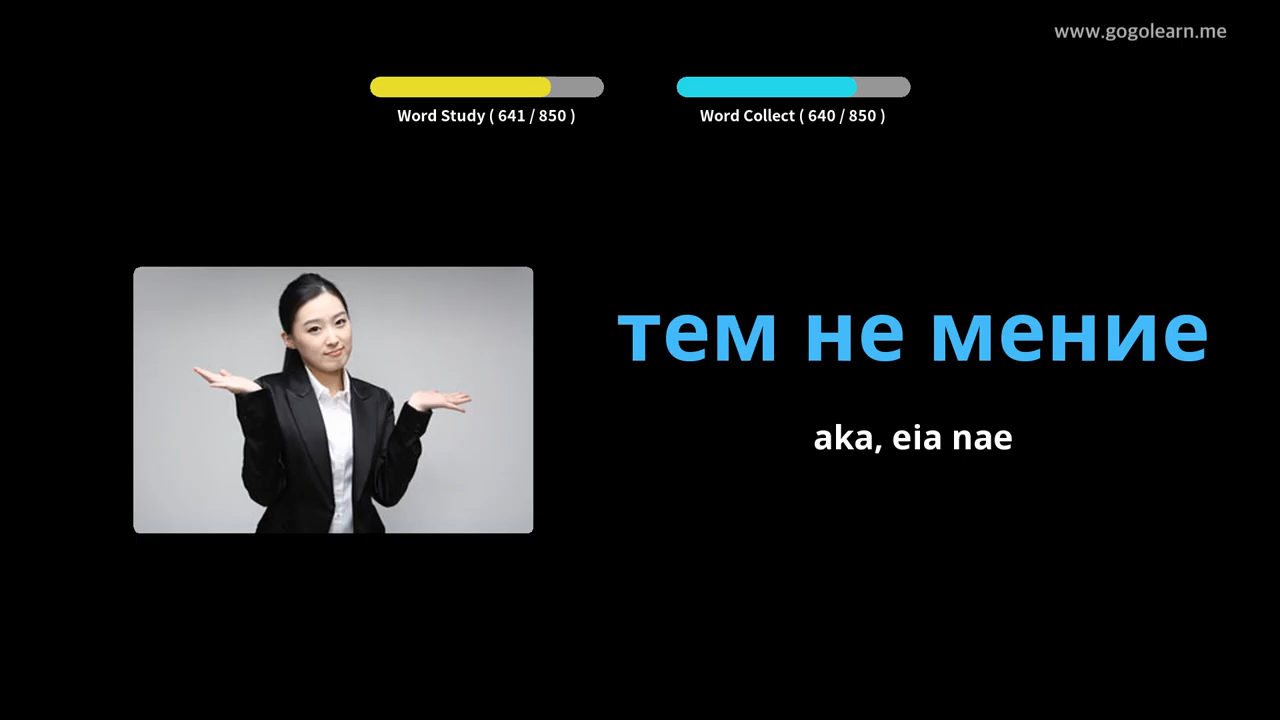 www.gogolearn.me
Word Study ( 641 / 850 )
Word Collect ( 640 / 850 )
тем не мение
aka, eia nae